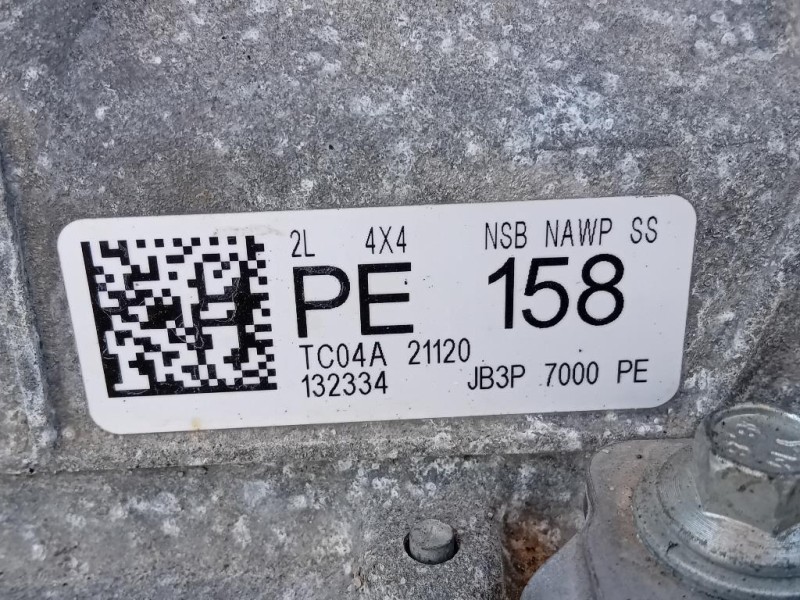 2L 4X4 NSB NAWP SS
PE 158
TC04A 21120
132334 JB3P 7000 PE